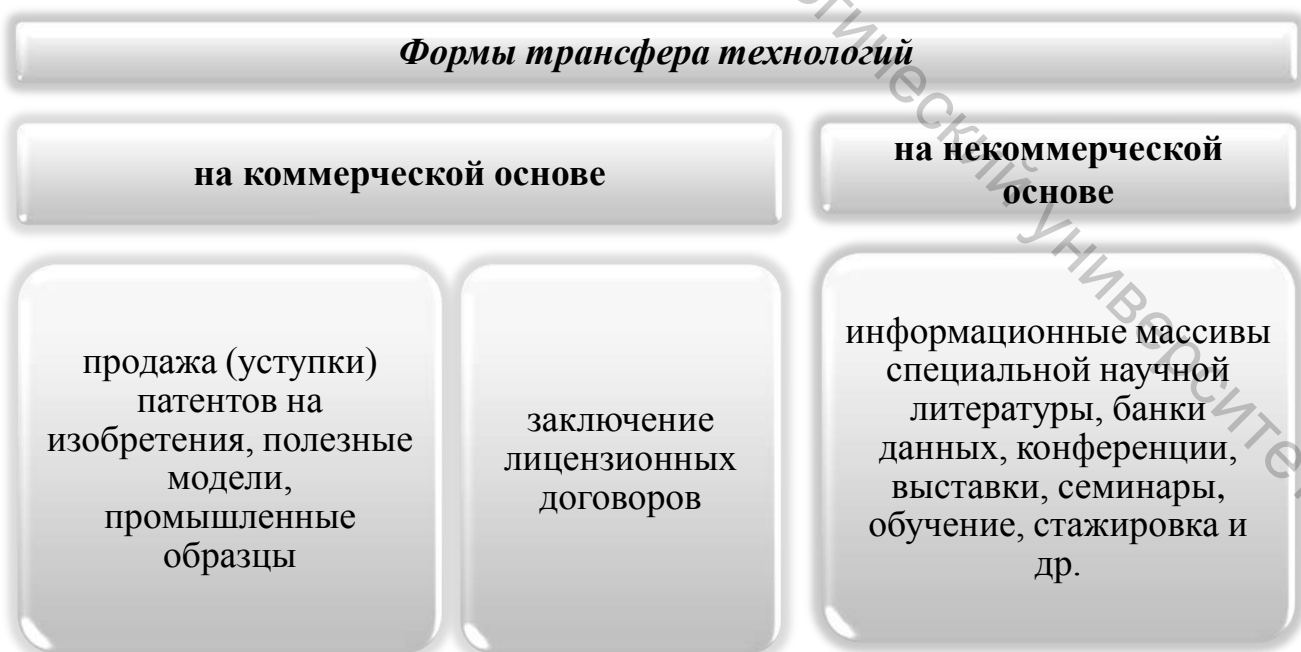 Формы трансфера технологий
на коммерческой основе
на некоммерческой
основе
продажа (уступки)
патентов на
изобретения, полезные
модели,
промышленные
образцы
заключение
лицензионных
договоров
информационные массивы
специальной научной
литературы, банки
данных, конференции,
выставки, семинары,
обучение, стажировка и
др.